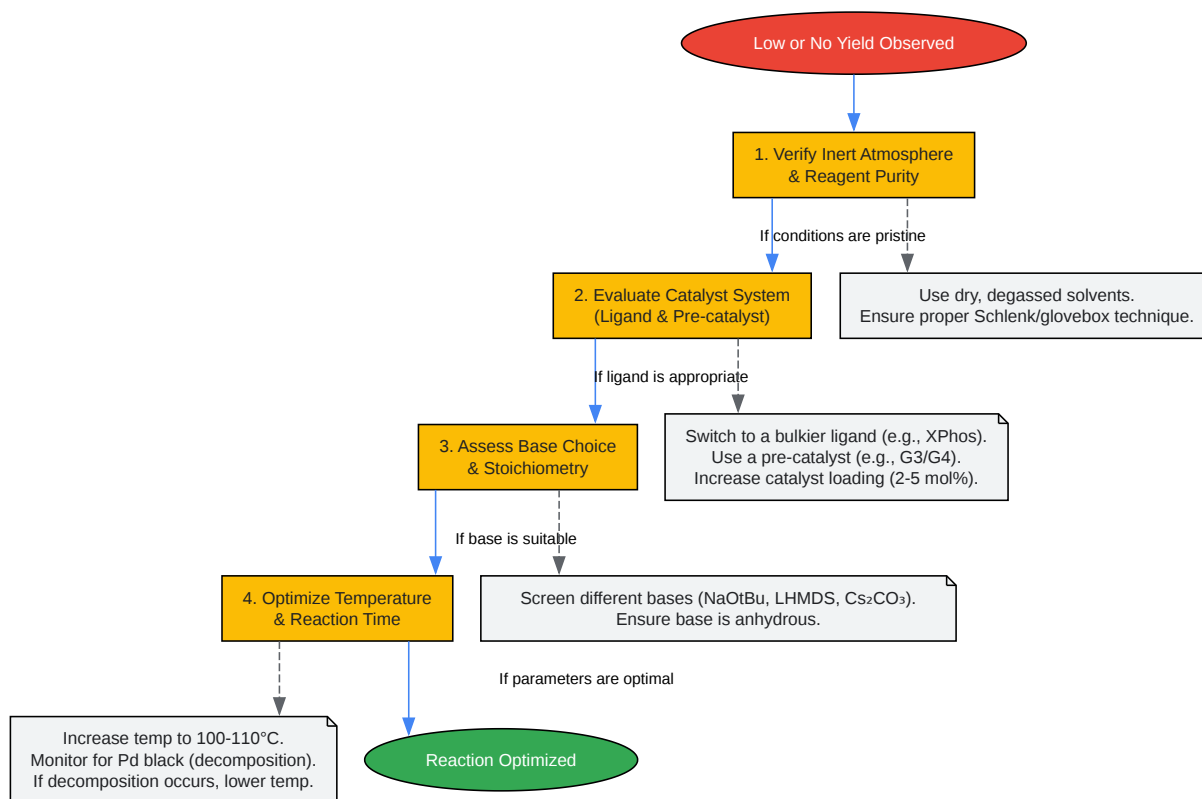 Low or No Yield Observed
1. Verify Inert Atmosphere
& Reagent Purity
If conditions are pristine
2. Evaluate Catalyst System
(Ligand & Pre-catalyst)
Use dry, degassed solvents.
Ensure proper Schlenk/glovebox technique.
If ligand is appropriate
3. Assess Base Choice
& Stoichiometry
Switch to a bulkier ligand (e.g., XPhos).
Use a pre-catalyst (e.g., G3/G4).
Increase catalyst loading (2-5 mol%).
If base is suitable
4. Optimize Temperature
& Reaction Time
Screen different bases (NaOtBu, LHMDS, Cs₂CO₃).
Ensure base is anhydrous.
If parameters are optimal
Increase temp to 100-110°C.
Monitor for Pd black (decomposition).
If decomposition occurs, lower temp.
Reaction Optimized